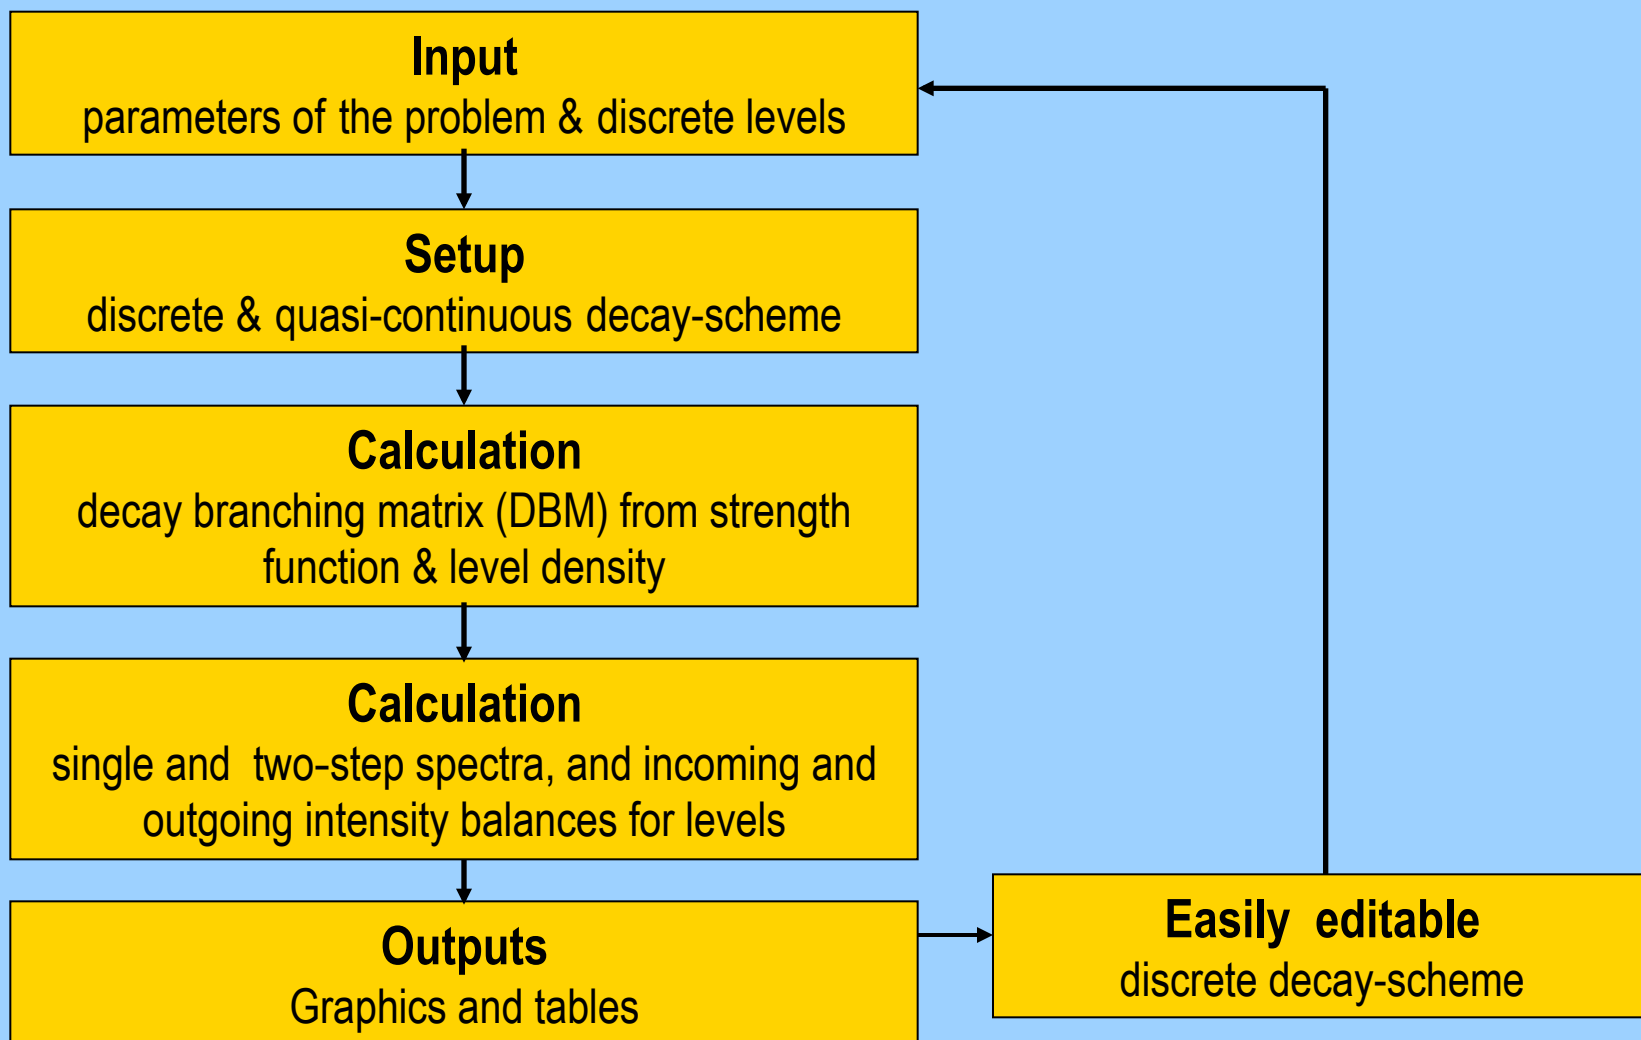 Input
parameters of the problem & discrete levels
Setup
discrete & quasi-continuous decay-scheme
Calculation
decay branching matrix (DBM) from strength
function & level density
Calculation
single and two-step spectra, and incoming and
outgoing intensity balances for levels
Outputs
Graphics and tables
Easily editable
discrete decay-scheme